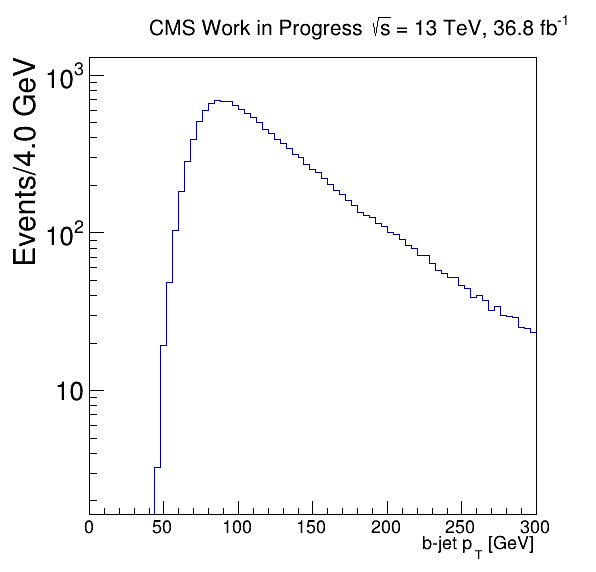 CMS Work in Progress √s = 13 TeV, 36.8 fb⁻¹
Events/4.0 GeV
10³
10²
10
0 50 100 150 200 250 300
b-jet p_T [GeV]